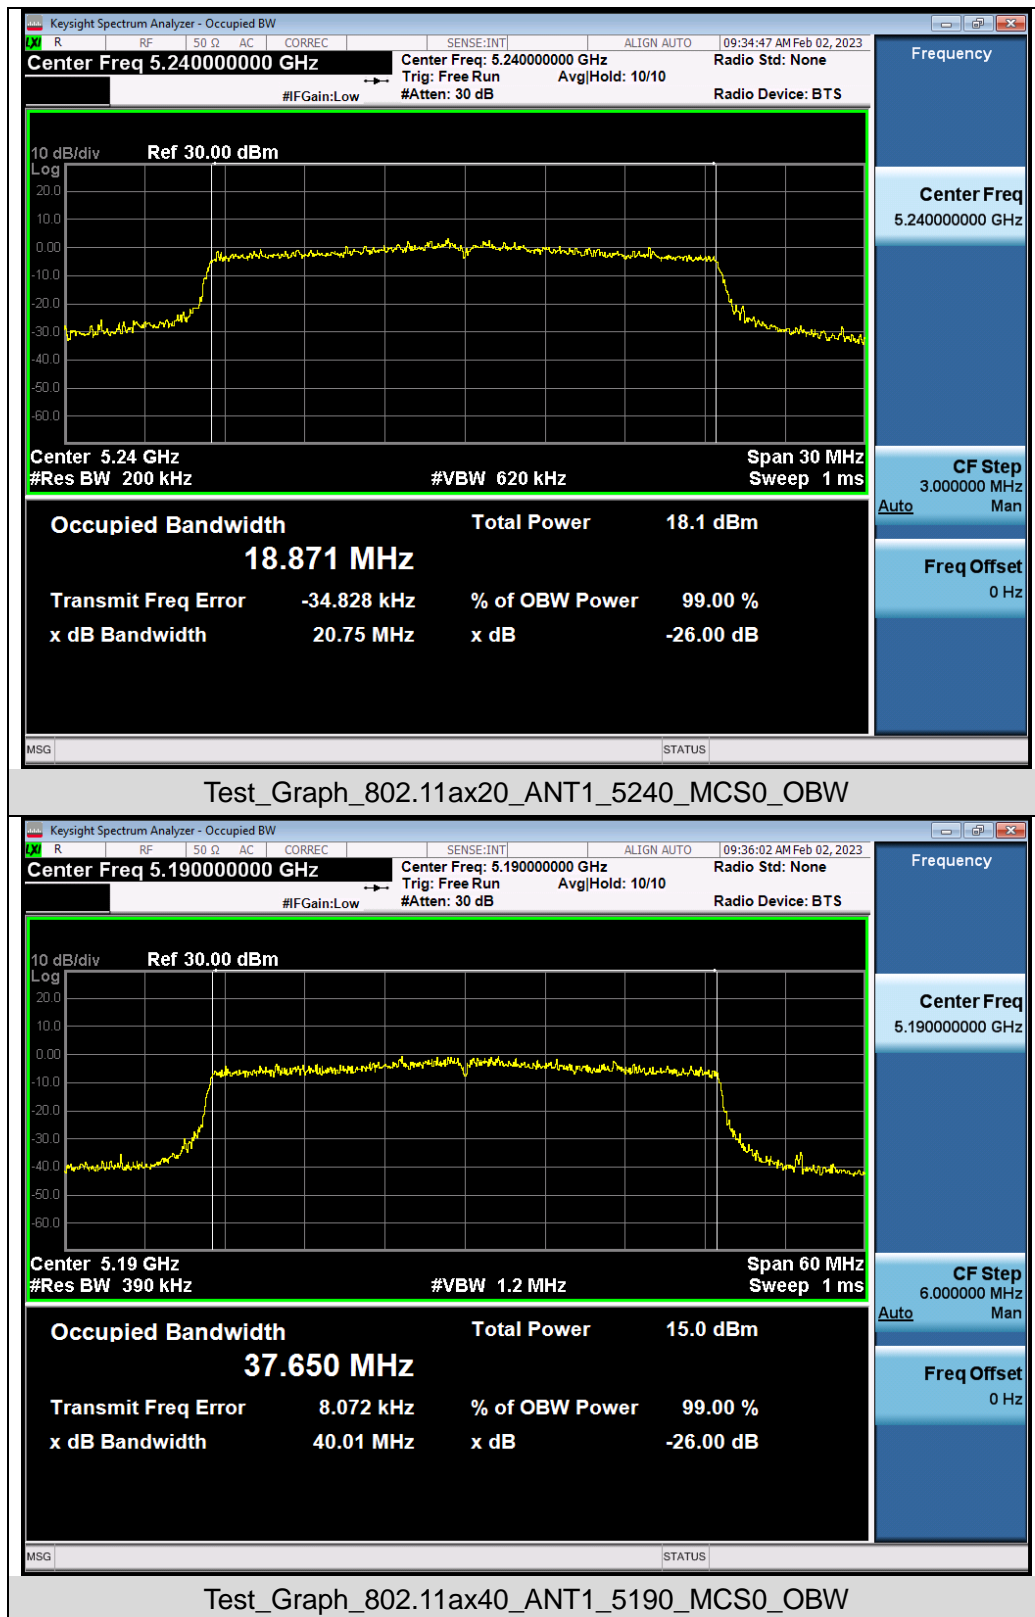 Keysight Spectrum Analyzer - Occupied BW
LXI R RF 50 Ω AC CORREC SENSE:INT ALIGN AUTO 09:34:47 AM Feb 02, 2023
Center Freq 5.240000000 GHz
Center Freq: 5.240000000 GHz
Radio Std: None
Trig: Free Run Avg|Hold: 10/10
#IFGain:Low #Atten: 30 dB Radio Device: BTS
Frequency
10 dB/div Ref 30.00 dBm
Log
20.0
10.0
0.00
-10.0
-20.0
-30.0
-40.0
-50.0
-60.0
Center Freq
5.240000000 GHz
Center 5.24 GHz Span 30 MHz
#Res BW 200 kHz #VBW 620 kHz Sweep 1 ms
CF Step
3.000000 MHz
Auto Man
Freq Offset
0 Hz
Occupied Bandwidth Total Power 18.1 dBm
18.871 MHz
Transmit Freq Error -34.828 kHz % of OBW Power 99.00 %
x dB Bandwidth 20.75 MHz x dB -26.00 dB
MSG STATUS
Test_Graph_802.11ax20_ANT1_5240_MCS0_OBW
Keysight Spectrum Analyzer - Occupied BW
LXI R RF 50 Ω AC CORREC SENSE:INT ALIGN AUTO 09:36:02 AM Feb 02, 2023
Center Freq 5.190000000 GHz
Center Freq: 5.190000000 GHz
Radio Std: None
Trig: Free Run Avg|Hold: 10/10
#IFGain:Low #Atten: 30 dB Radio Device: BTS
Frequency
10 dB/div Ref 30.00 dBm
Log
20.0
10.0
0.00
-10.0
-20.0
-30.0
-40.0
-50.0
-60.0
Center Freq
5.190000000 GHz
Center 5.19 GHz Span 60 MHz
#Res BW 390 kHz #VBW 1.2 MHz Sweep 1 ms
CF Step
6.000000 MHz
Auto Man
Freq Offset
0 Hz
Occupied Bandwidth Total Power 15.0 dBm
37.650 MHz
Transmit Freq Error 8.072 kHz % of OBW Power 99.00 %
x dB Bandwidth 40.01 MHz x dB -26.00 dB
MSG STATUS
Test_Graph_802.11ax40_ANT1_5190_MCS0_OBW